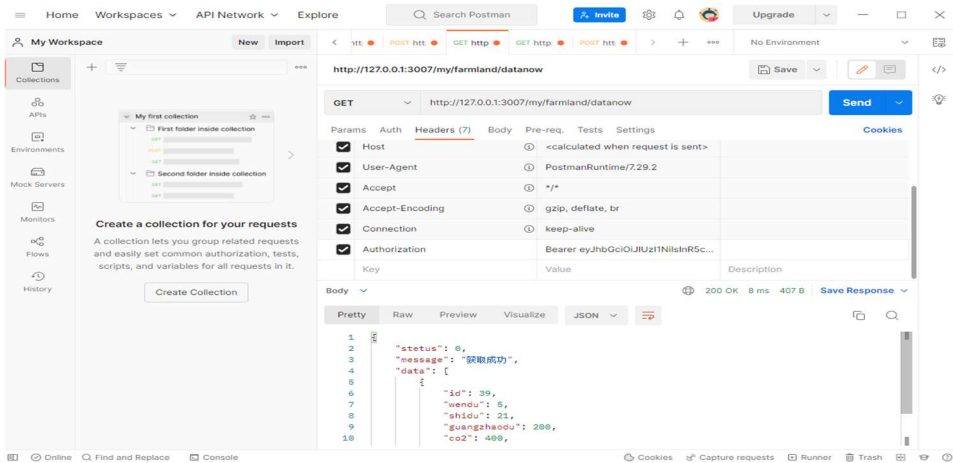 Home Workspaces API Network Explore Search Postman Invite Upgrade
My Workspace New Import
Collections
APIs
Environments
Mock Servers
Monitors
Flows
History
My first collection
First folder inside collection
Second folder inside collection
Create a collection for your requests
A collection lets you group related requests
and easily set common authorization, tests,
scripts, and variables for all requests in it.
Create Collection
POST htt GET http GET http POST htt No Environment
http://127.0.0.1:3007/my/farmland/datanow Save
GET http://127.0.0.1:3007/my/farmland/datanow Send
Params Auth Headers (7) Body Pre-req. Tests Settings Cookies
Host <calculated when request is sent>
User-Agent PostmanRuntime/7.29.2
Accept */*
Accept-Encoding gzip, deflate, br
Connection keep-alive
Authorization Bearer eyJhbGciOiJIUzI1NiIsInR5c...
Key Value Description
Body 200 OK 8 ms 407 B Save Response
Pretty Raw Preview Visualize JSON
1 {
2 "stetus": 0,
3 "message": "获取成功",
4 "data": [
5 {
6 "id": 39,
7 "wendu": 5,
8 "shidu": 21,
9 "guangzhaodu": 200,
10 "co2": 400,
Online Find and Replace Console Cookies Capture requests Runner Trash